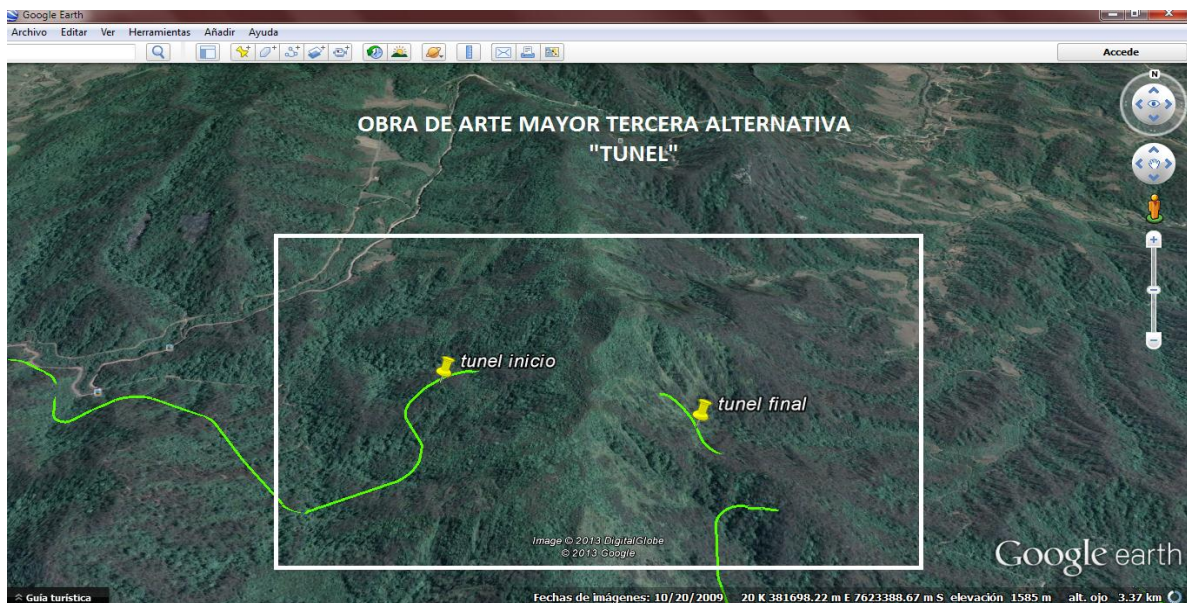 Google Earth
Archivo Editar Ver Herramientas Añadir Ayuda
Accede
N
OBRA DE ARTE MAYOR TERCERA ALTERNATIVA
"TUNEL"
tunel inicio
tunel final
Image © 2013 DigitalGlobe
© 2013 Google
Google earth
Guía turística
Fechas de imágenes: 10/20/2009 20 K 381698.22 m E 7623388.67 m S elevación 1585 m alt. ojo 3.37 km